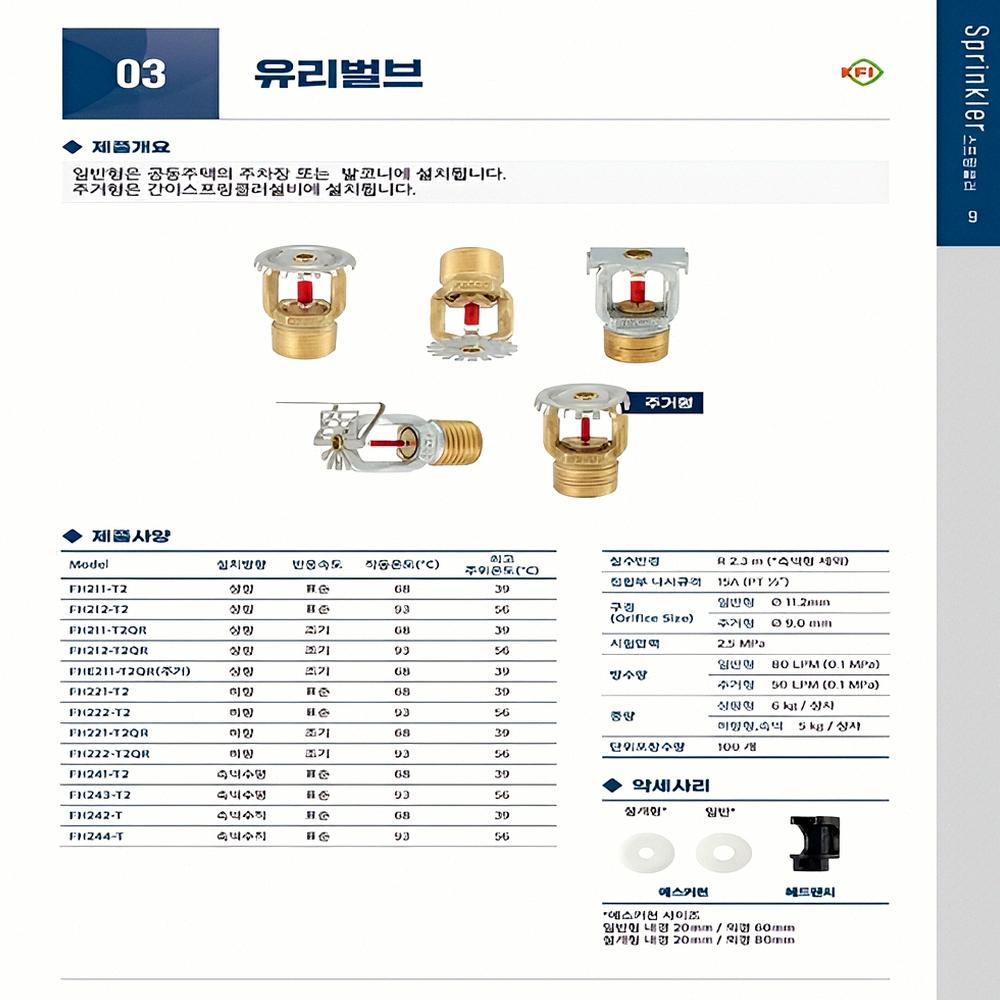 03
유리벌브
KFI
Sprinkler 스프링클러
9
제품개요
일반형은 공동주택의 주차장 또는 발코니에 설치됩니다.
주거형은 간이스프링클러설비에 설치됩니다.
주거형
제품사양
Model 설치방향 반응속도 작동온도(°C) 최고 주위온도(°C)
FH211-T2 상향 표준 68 39
FH212-T2 상향 표준 93 56
FH211-T2QR 상향 조기 68 39
FH212-T2QR 상향 조기 93 56
FHE211-T2QR(주거) 상향 조기 68 39
FH221-T2 하향 표준 68 39
FH222-T2 하향 표준 93 56
FH221-T2QR 하향 조기 68 39
FH222-T2QR 하향 조기 93 56
FH241-T2 측벽수평 표준 68 39
FH243-T2 측벽수평 표준 93 56
FH242-T 측벽수직 표준 68 39
FH244-T 측벽수직 표준 93 56
살수반경 R 2.3 m (*측벽형 제외)
접합부 나사규격 15A (PT ½")
구경 (Orifice Size) 일반형 Ø 11.2mm
주거형 Ø 9.0 mm
시험압력 2.5 MPa
방수량 일반형 80 LPM (0.1 MPa)
주거형 50 LPM (0.1 MPa)
중량 상향형 6 kg / 상자
하향형,측벽 5 kg / 상자
단위포장수량 100 개
악세사리
설개형* 일반*
에스커천 헤드렌치
*에스커천 사이즈
일반형 내경 20mm / 외경 60mm
설개형 내경 20mm / 외경 80mm